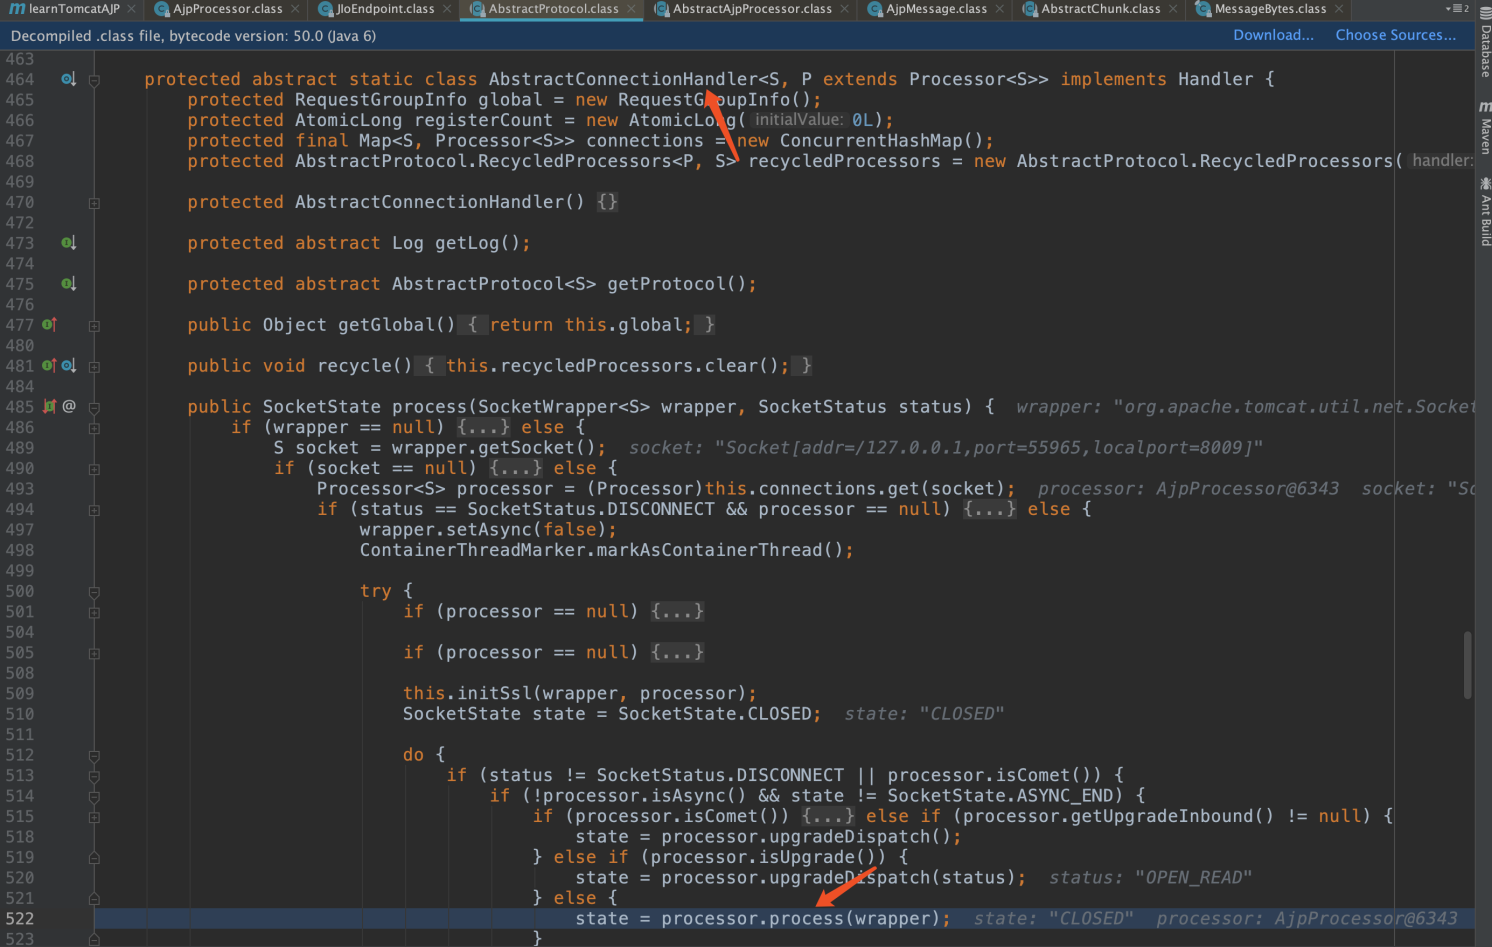 learnTomcatAJP AjpProcessor.class JIoEndpoint.class AbstractProtocol.class AbstractAjpProcessor.class AjpMessage.class AbstractChunk.class MessageBytes.class 2
Decompiled .class file, bytecode version: 50.0 (Java 6) Download... Choose Sources...
463
464 protected abstract static class AbstractConnectionHandler<S, P extends Processor<S>> implements Handler {
465 protected RequestGroupInfo global = new RequestGroupInfo();
466 protected AtomicLong registerCount = new AtomicLong( initialValue: 0L);
467 protected final Map<S, Processor<S>> connections = new ConcurrentHashMap();
468 protected AbstractProtocol.RecycledProcessors<P, S> recycledProcessors = new AbstractProtocol.RecycledProcessors( handler:
469
470 protected AbstractConnectionHandler() {}
472
473 protected abstract Log getLog();
474
475 protected abstract AbstractProtocol<S> getProtocol();
476
477 public Object getGlobal() { return this.global; }
480
481 public void recycle() { this.recycledProcessors.clear(); }
484
485 @ public SocketState process(SocketWrapper<S> wrapper, SocketStatus status) { wrapper: "org.apache.tomcat.util.net.Socket
486 if (wrapper == null) {...} else {
489 S socket = wrapper.getSocket(); socket: "Socket[addr=/127.0.0.1,port=55965,localport=8009]"
490 if (socket == null) {...} else {
493 Processor<S> processor = (Processor)this.connections.get(socket); processor: AjpProcessor@6343 socket: "So
494 if (status == SocketStatus.DISCONNECT && processor == null) {...} else {
497 wrapper.setAsync(false);
498 ContainerThreadMarker.markAsContainerThread();
499
500 try {
501 if (processor == null) {...}
504
505 if (processor == null) {...}
508
509 this.initSsl(wrapper, processor);
510 SocketState state = SocketState.CLOSED; state: "CLOSED"
511
512 do {
513 if (status != SocketStatus.DISCONNECT || processor.isComet()) {
514 if (!processor.isAsync() && state != SocketState.ASYNC_END) {
515 if (processor.isComet()) {...} else if (processor.getUpgradeInbound() != null) {
518 state = processor.upgradeDispatch();
519 } else if (processor.isUpgrade()) {
520 state = processor.upgradeDispatch(status); status: "OPEN_READ"
521 } else {
522 state = processor.process(wrapper); state: "CLOSED" processor: AjpProcessor@6343
523 }
Database
Maven
Ant Build